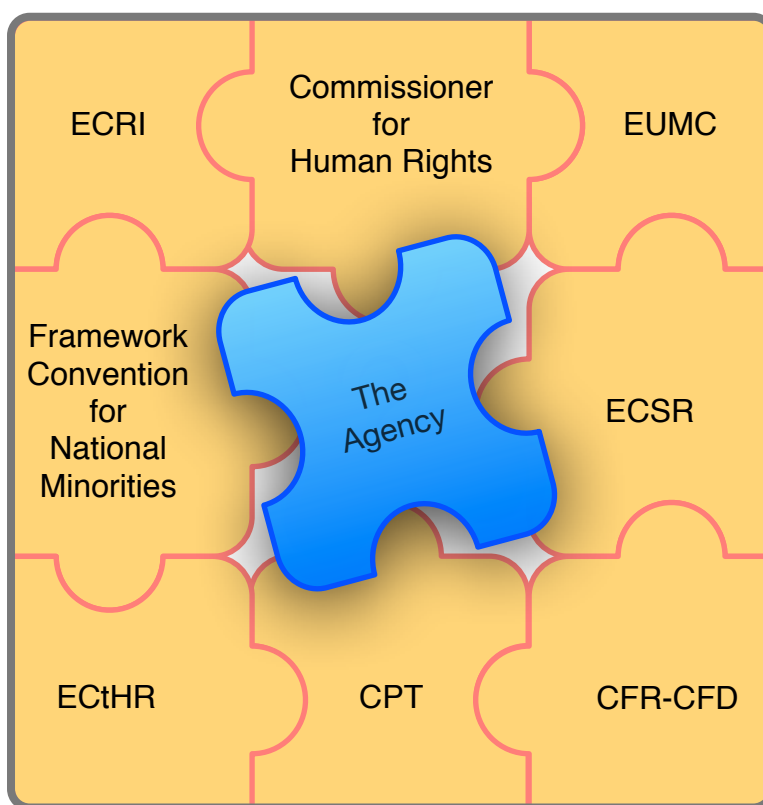 ECRI
Commissioner
for
Human Rights
EUMC
Framework
Convention
for
National
Minorities
The
Agency
ECSR
ECtHR
CPT
CFR-CFD